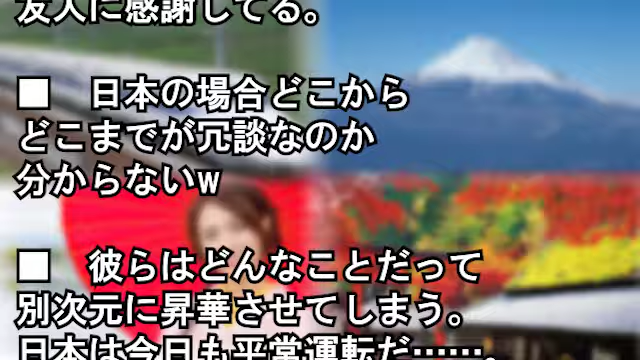 友人に感謝してる。
■　日本の場合どこから
どこまでが冗談なのか
分からないw
■　彼らはどんなことだって
別次元に昇華させてしまう。
日本は今日も平常運転だ……。